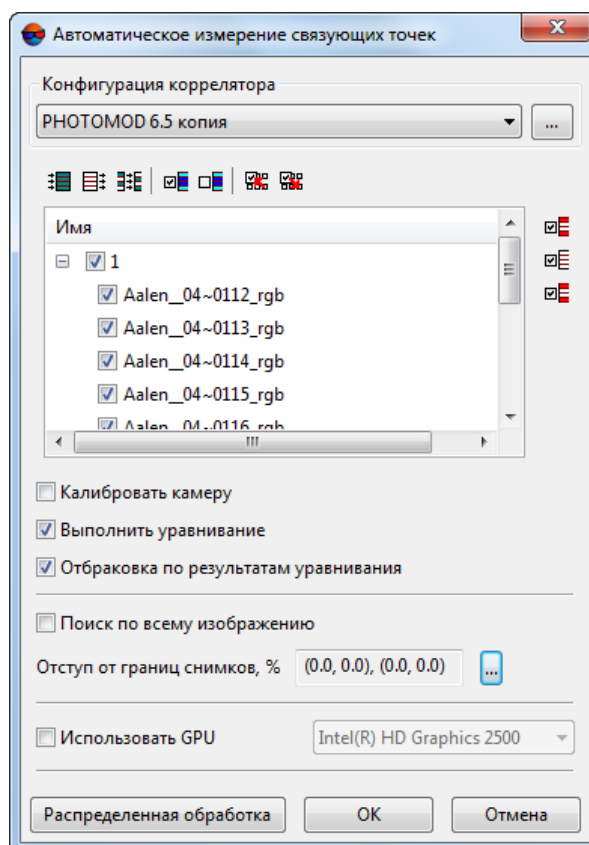 Автоматическое измерение связующих точек
Конфигурация коррелятора
PHOTOMOD 6.5 копия
...
Имя
1
Aalen__04~0112_rgb
Aalen__04~0113_rgb
Aalen__04~0114_rgb
Aalen__04~0115_rgb
Aalen__04~0116_rgb
Калибровать камеру
Выполнить уравнивание
Отбраковка по результатам уравнивания
Поиск по всему изображению
Отступ от границ снимков, % (0.0, 0.0), (0.0, 0.0) ...
Использовать GPU Intel(R) HD Graphics 2500
Распределенная обработка OK Отмена